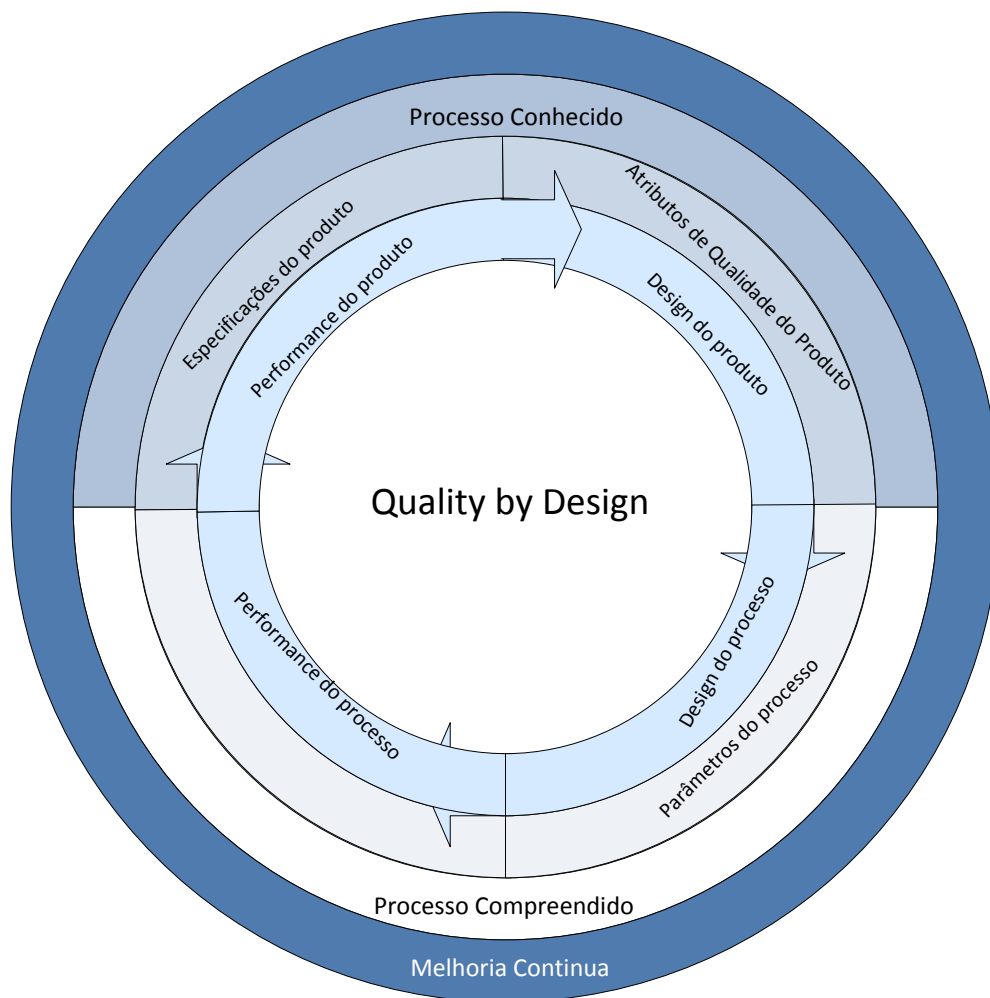 Processo Conhecido
Especificações do produto
Atributos de Qualidade do Produto
Performance do produto
Design do produto
Quality by Design
Performance do processo
Design do processo
Parâmetros do processo
Processo Compreendido
Melhoria Continua